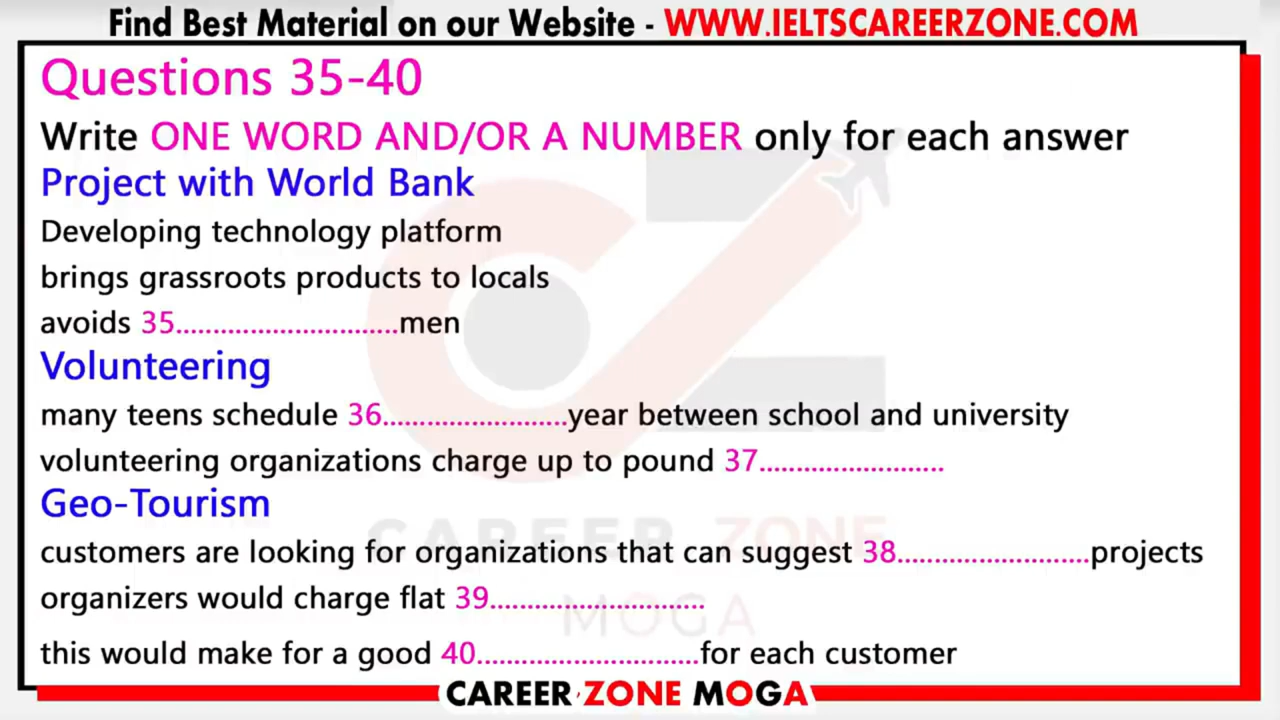 Find Best Material on our Website - WWW.IELTSCAREERZONE.COM
Questions 35-40
Write ONE WORD AND/OR A NUMBER only for each answer
Project with World Bank
Developing technology platform
brings grassroots products to locals
avoids 35..............................men
Volunteering
many teens schedule 36.........................year between school and university
volunteering organizations charge up to pound 37.........................
Geo-Tourism
CAREER ZONE
customers are looking for organizations that can suggest 38..........................projects
organizers would charge flat 39.............................
MOGA
this would make for a good 40..............................for each customer
CAREER ZONE MOGA